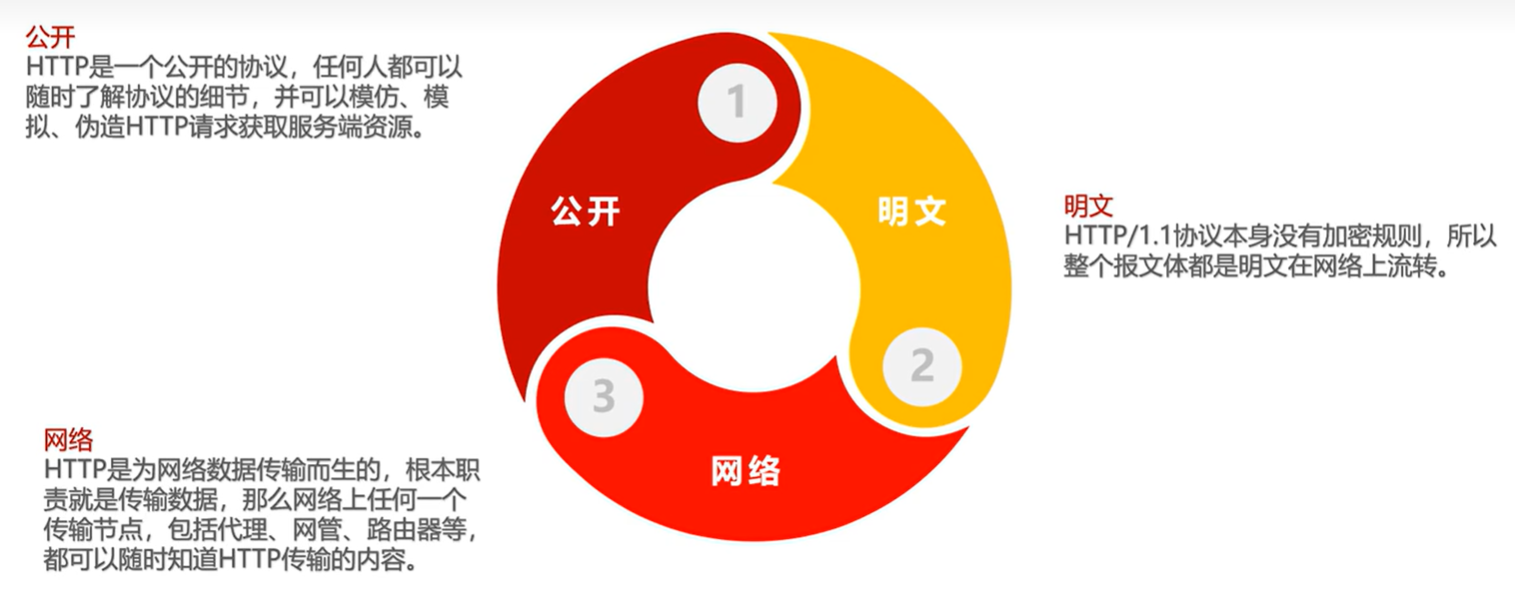 公开
HTTP是一个公开的协议，任何人都可以
随时了解协议的细节，并可以模仿、模
拟、伪造HTTP请求获取服务端资源。
1
公开
明文
明文
HTTP/1.1协议本身没有加密规则，所以
整个报文体都是明文在网络上流转。
2
3
网络
网络
HTTP是为网络数据传输而生的，根本职
责就是传输数据，那么网络上任何一个
传输节点，包括代理、网管、路由器等，
都可以随时知道HTTP传输的内容。